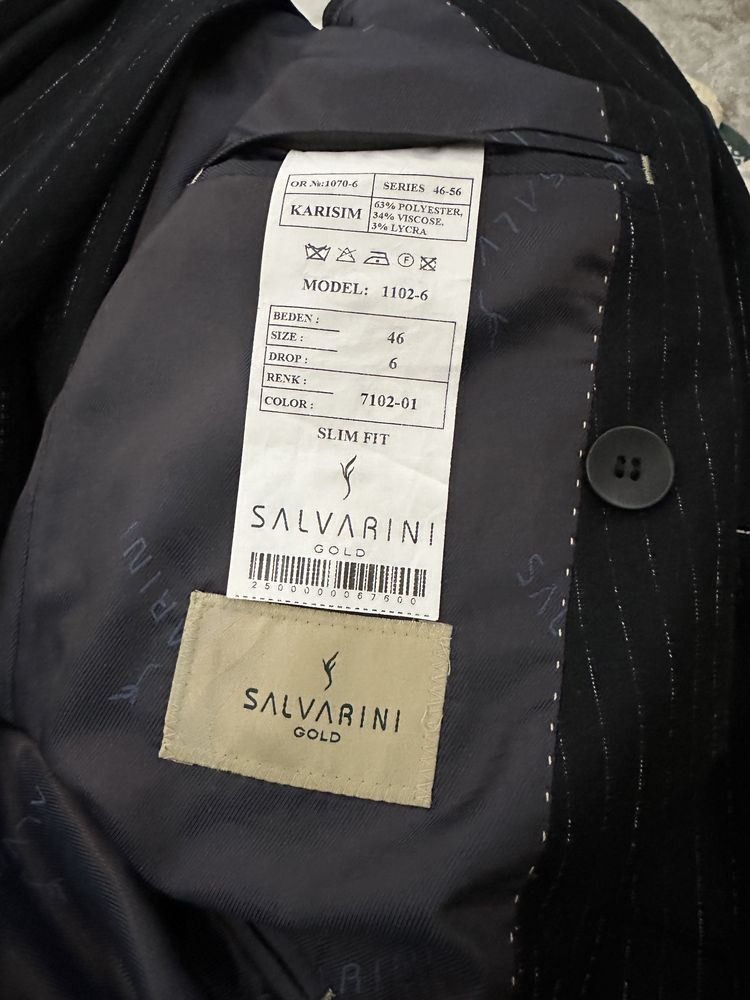 OR №:1070-6
SERIES 46-56
KARISIM
63% POLYESTER,
34% VISCOSE,
3% LYCRA
F
MODEL: 1102-6
BEDEN :
SIZE : 46
DROP : 6
RENK :
COLOR : 7102-01
SLIM FIT
SALVARINI
GOLD
2500000067600
SALVARINI
GOLD